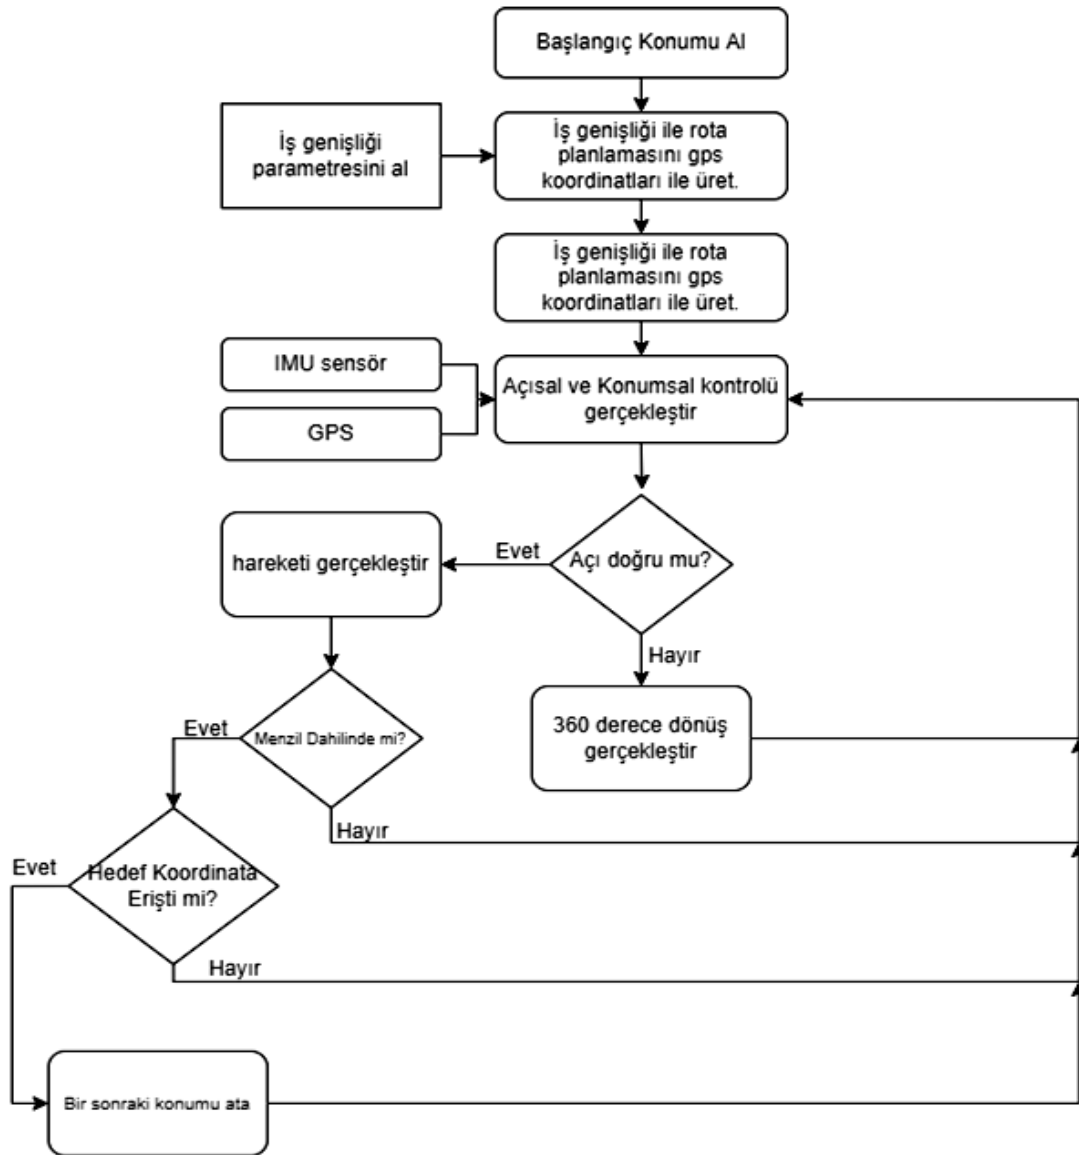 Başlangıç Konumu Al
İş genişliği
parametresini al
İş genişliği ile rota
planlamasını gps
koordinatları ile üret.
İş genişliği ile rota
planlamasını gps
koordinatları ile üret.
IMU sensör
GPS
Açısal ve Konumsal kontrolü
gerçekleştir
Açı doğru mu?
Evet
hareketi gerçekleştir
Hayır
360 derece dönüş
gerçekleştir
Menzil Dahilinde mi?
Evet
Hayır
Hedef Koordinata
Erişti mi?
Evet
Hayır
Bir sonraki konumu ata